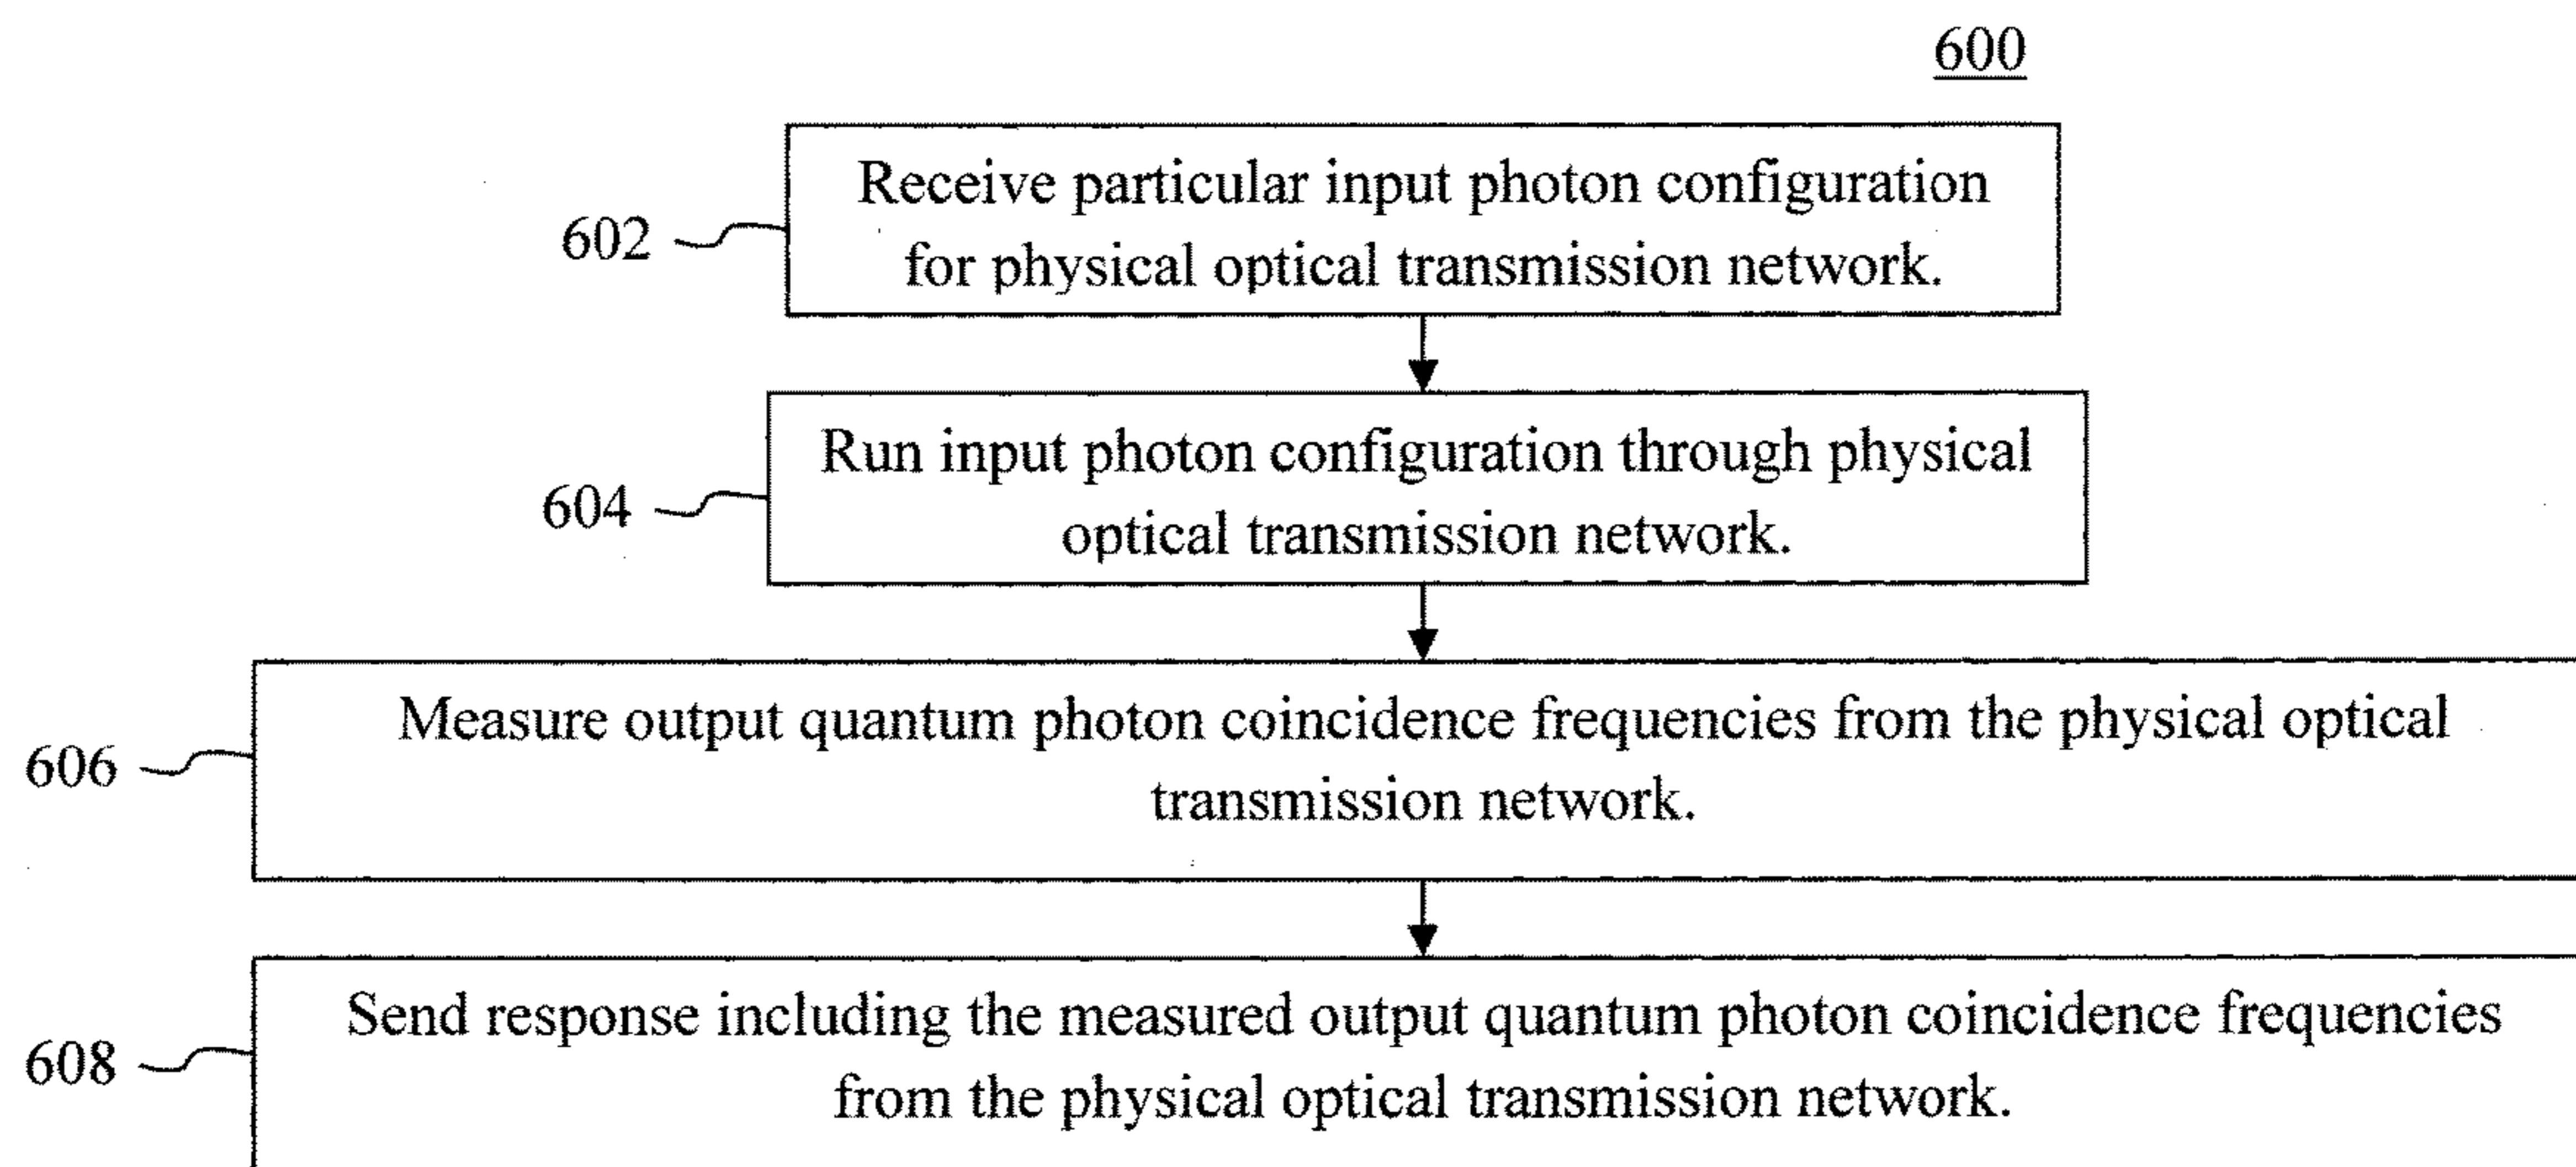 600
Receive particular input photon configuration
for physical optical transmission network.
602
Run input photon configuration through physical
optical transmission network.
604
Measure output quantum photon coincidence frequencies from the physical optical
transmission network.
606
Send response including the measured output quantum photon coincidence frequencies
from the physical optical transmission network.
608